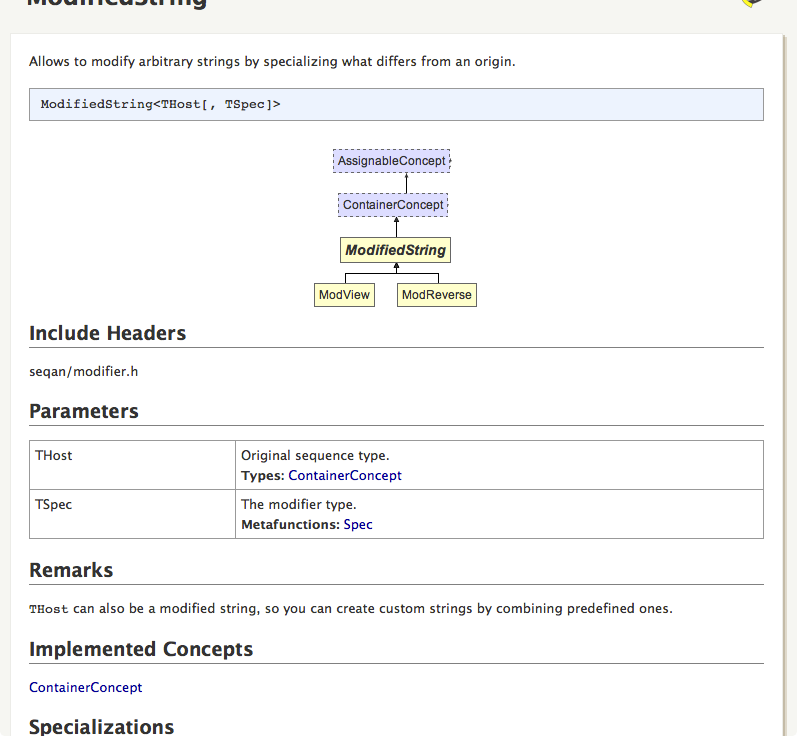 ModifiedString
Allows to modify arbitrary strings by specializing what differs from an origin.
ModifiedString<THost[, TSpec]>
AssignableConcept
ContainerConcept
ModifiedString
ModView ModReverse
Include Headers
seqan/modifier.h
Parameters
THost Original sequence type.
Types: ContainerConcept
TSpec The modifier type.
Metafunctions: Spec
Remarks
THost can also be a modified string, so you can create custom strings by combining predefined ones.
Implemented Concepts
ContainerConcept
Specializations